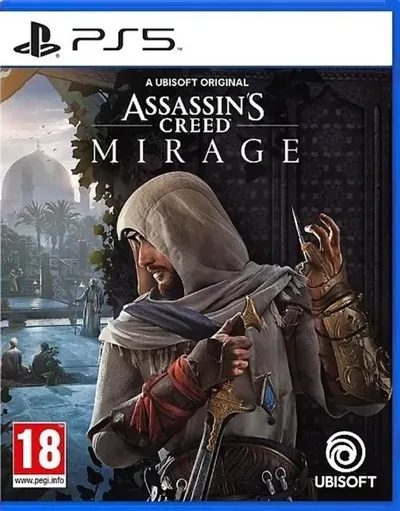 PS5
A UBISOFT ORIGINAL
ASSASSIN'S
CREED
MIRAGE
18
www.pegi.info
UBISOFT